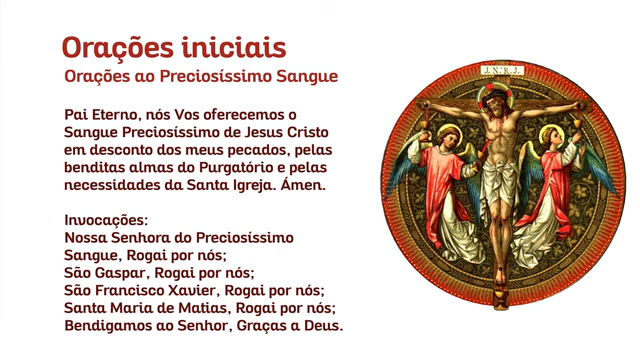 Orações iniciais
Orações ao Preciosíssimo Sangue
Pai Eterno, nós Vos oferecemos o
Sangue Preciosíssimo de Jesus Cristo
em desconto dos meus pecados, pelas
benditas almas do Purgatório e pelas
necessidades da Santa Igreja. Ámen.
Invocações:
Nossa Senhora do Preciosíssimo
Sangue, Rogai por nós;
São Gaspar, Rogai por nós;
São Francisco Xavier, Rogai por nós;
Santa Maria de Matias, Rogai por nós;
Bendigamos ao Senhor, Graças a Deus.
J.N.R.J.